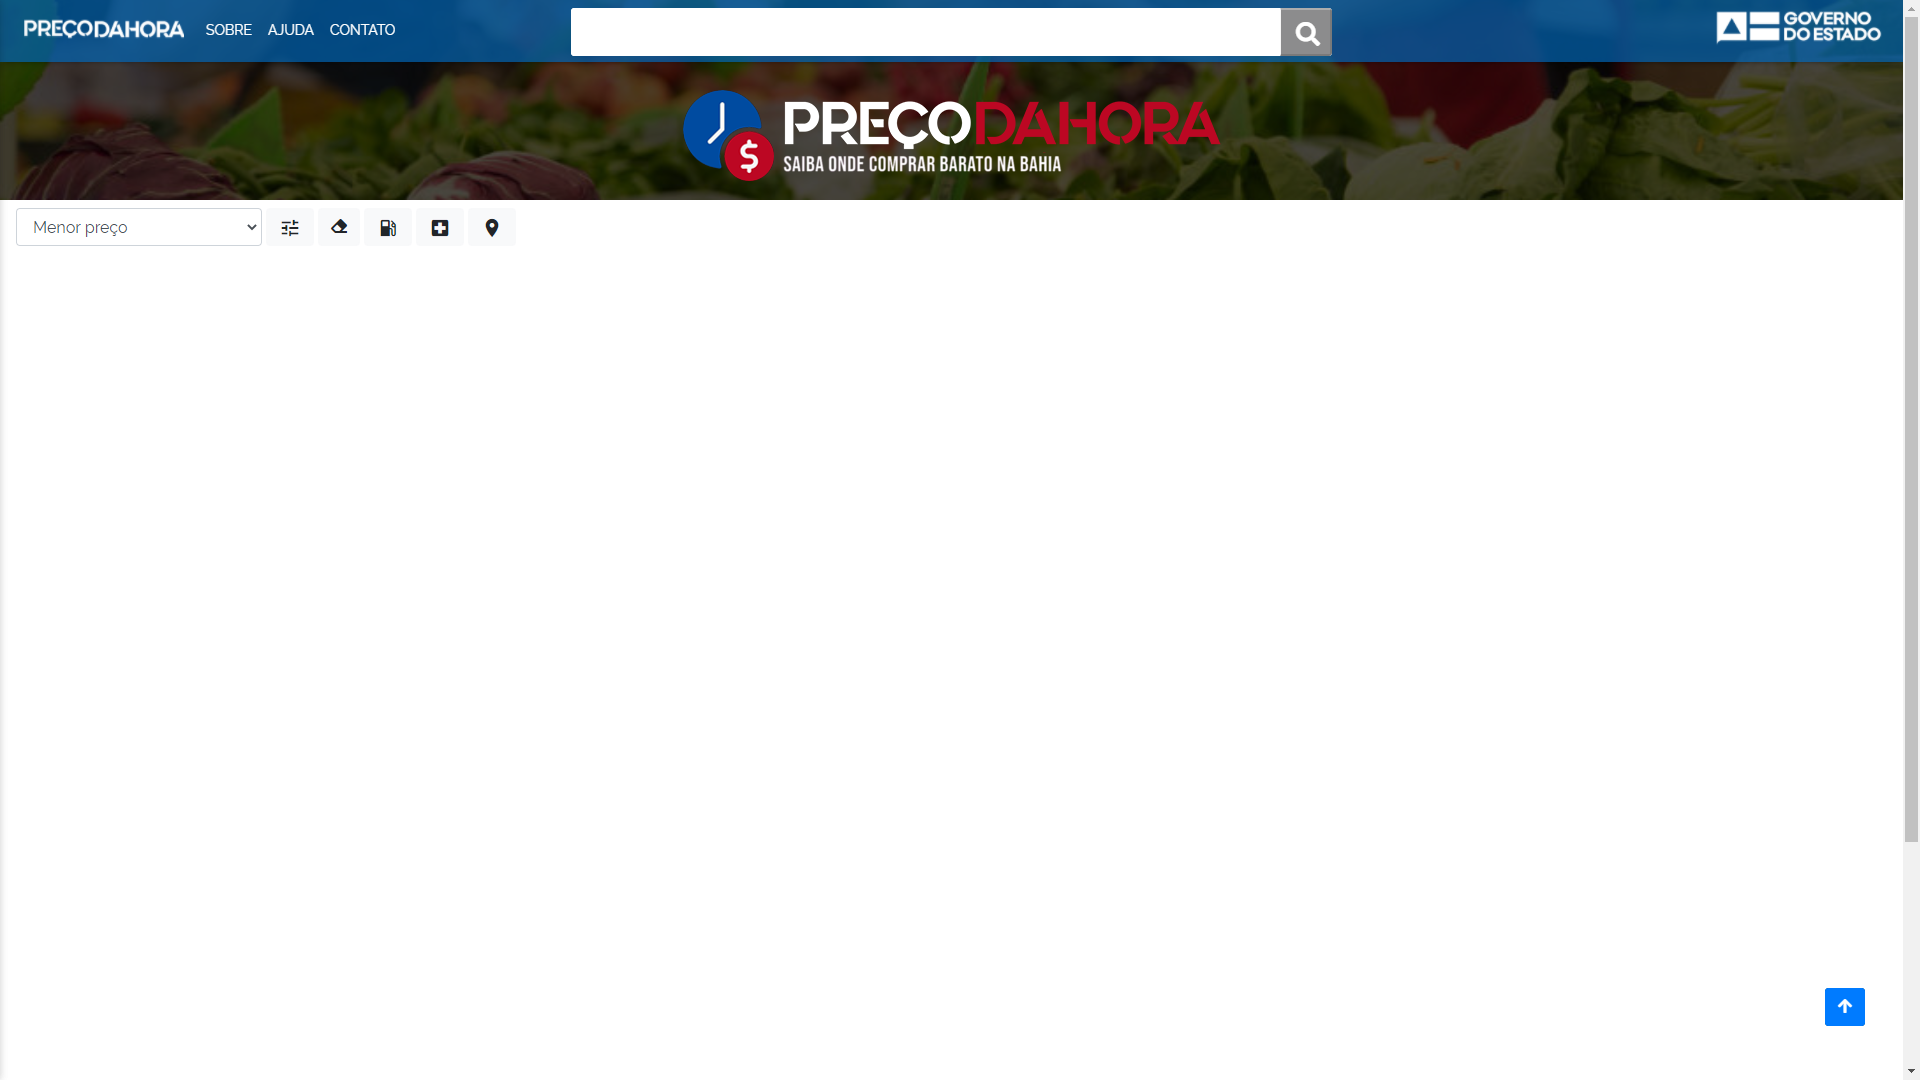 PREÇODAHORA
SOBRE
AJUDA
CONTATO
GOVERNO
DO ESTADO
PREÇODAHORA
$
SAIBA ONDE COMPRAR BARATO NA BAHIA
Menor preço